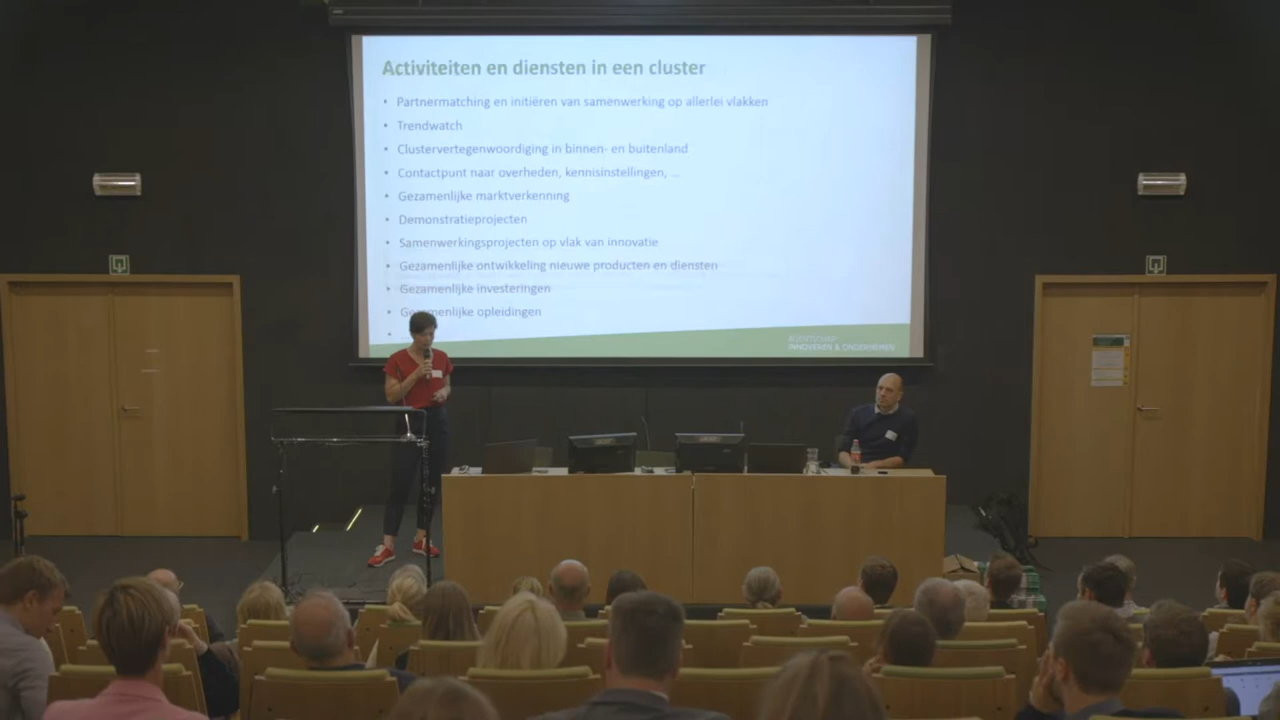 Activiteiten en diensten in een cluster
• Partnermatching en initiëren van samenwerking op allerlei vlakken
• Trendwatch
• Clustervertegenwoordiging in binnen- en buitenland
• Contactpunt naar overheden, kennisinstellingen, ...
• Gezamenlijke marktverkenning
• Demonstratieprojecten
• Samenwerkingsprojecten op vlak van innovatie
• Gezamenlijke ontwikkeling nieuwe producten en diensten
• Gezamenlijke investeringen
• Gezamenlijke opleidingen
•
AGENTSCHAP
INNOVEREN & ONDERNEMEN